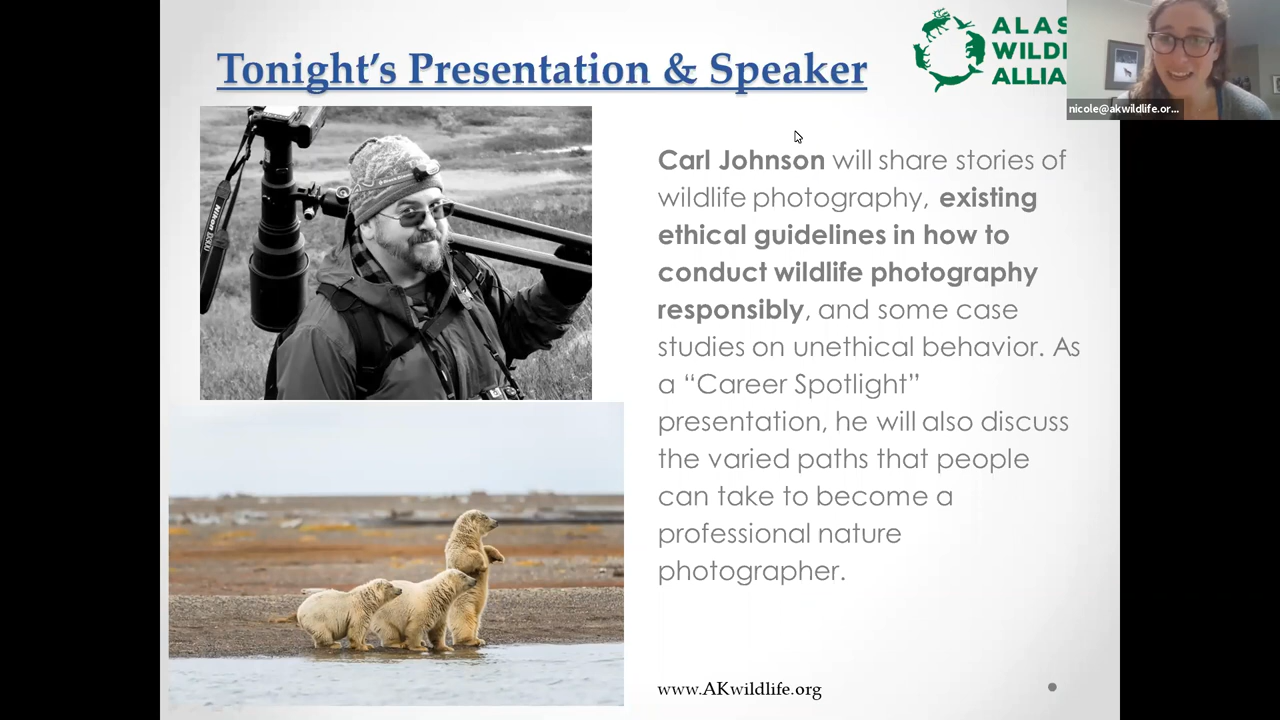 Tonight’s Presentation & Speaker
ALAS
WILD
ALLIA
nicole@akwildlife.or...
Nikon
Carl Johnson will share stories of
wildlife photography, existing
ethical guidelines in how to
conduct wildlife photography
responsibly, and some case
studies on unethical behavior. As
a “Career Spotlight”
presentation, he will also discuss
the varied paths that people
can take to become a
professional nature
photographer.
www.AKwildlife.org